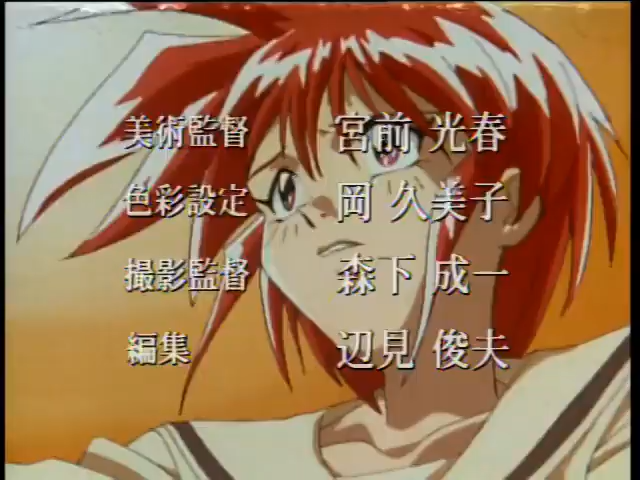 美術監督 宮前 光春
色彩設定 岡 久美子
撮影監督 森下 成一
編集 辺見 俊夫